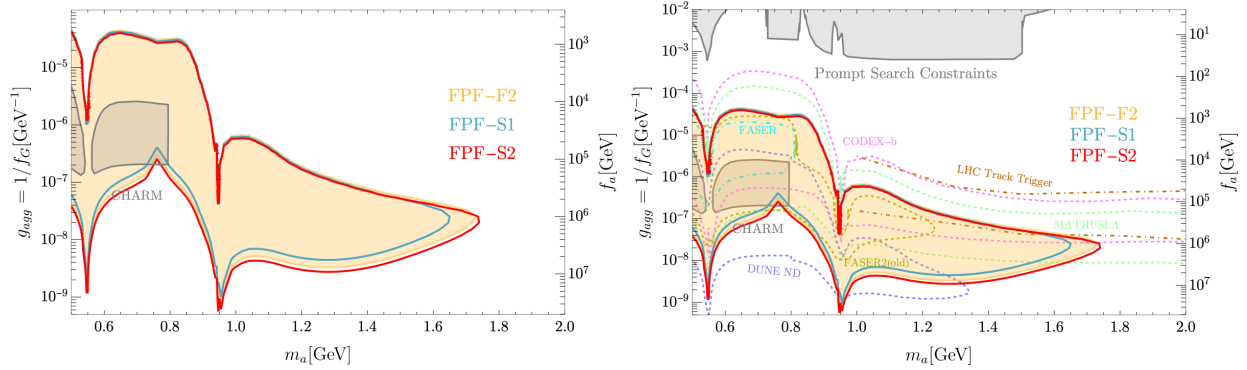 10⁻⁵
10⁻⁶
10⁻⁷
10⁻⁸
10⁻⁹
g_agg = 1/f_G[GeV⁻¹]
FPF-F2
FPF-S1
FPF-S2
CHARM
10³
10⁴
10⁵
10⁶
10⁷
f_a[GeV]
0.6 0.8 1.0 1.2 1.4 1.6 1.8 2.0
m_a[GeV]
10⁻²
10⁻³
10⁻⁴
10⁻⁵
10⁻⁶
10⁻⁷
10⁻⁸
10⁻⁹
g_agg = 1/f_G[GeV⁻¹]
Prompt Search Constraints
FPF-F2
FPF-S1
FPF-S2
FASER
CODEX-b
LHC Track Trigger
MATHUSLA
CHARM
FASER2(old)
DUNE ND
10¹
10²
10³
10⁴
10⁵
10⁶
10⁷
f_a[GeV]
0.6 0.8 1.0 1.2 1.4 1.6 1.8 2.0
m_a[GeV]